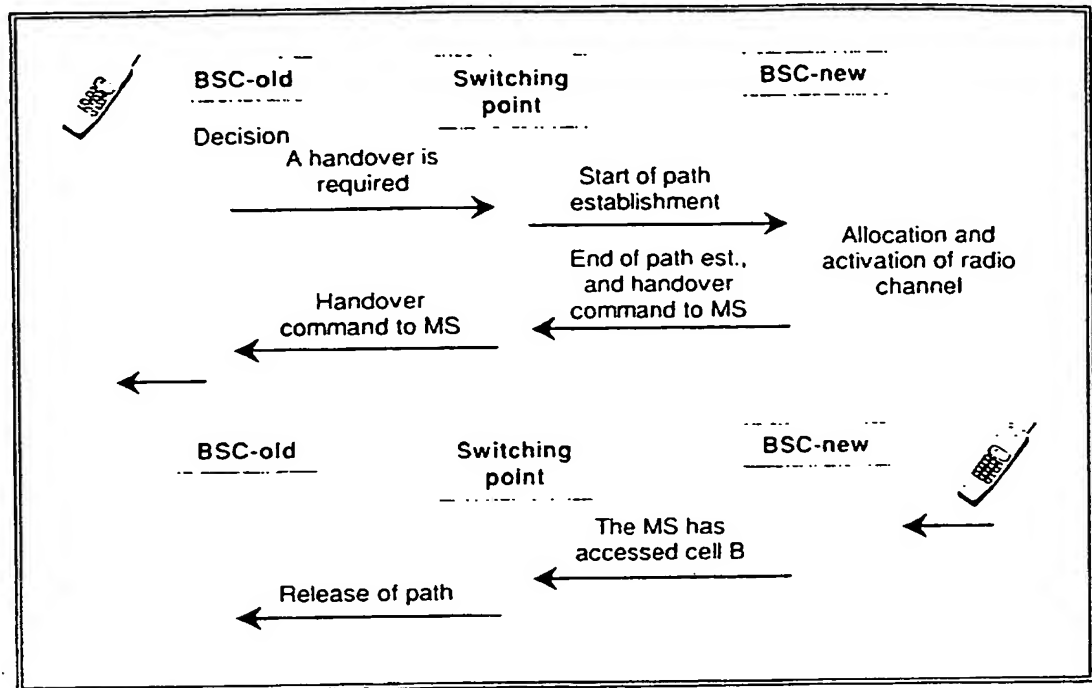 BSC-old
Switching
point
BSC-new
Decision
A handover is
required
Start of path
establishment
Allocation and
activation of radio
channel
End of path est.,
and handover
command to MS
Handover
command to MS
BSC-old
Switching
point
BSC-new
The MS has
accessed cell B
Release of path